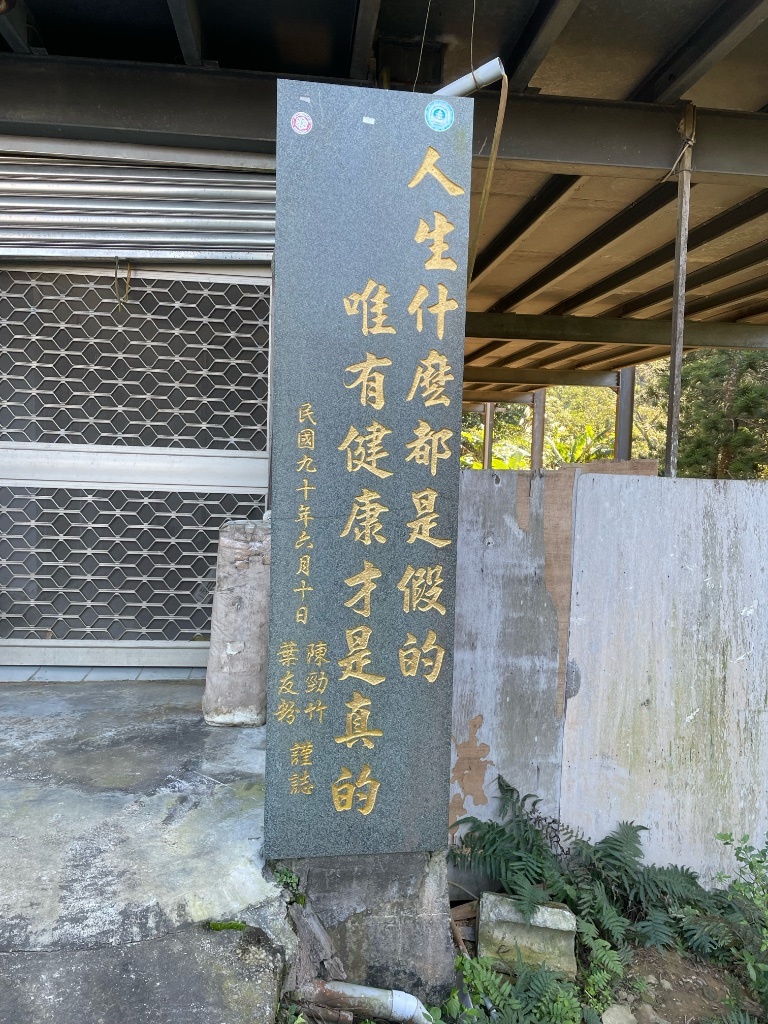 人生什麼都是假的
唯有健康才是真的
民國九十年六月十日
陳勁竹
葉友粉
謹誌